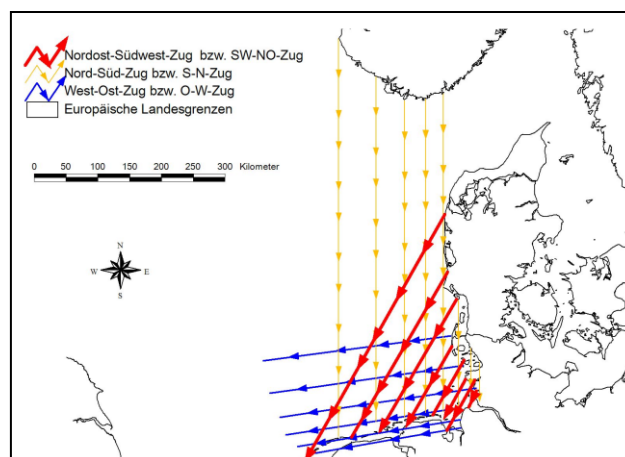 Nordost-Südwest-Zug bzw. SW-NO-Zug
Nord-Süd-Zug bzw. S-N-Zug
West-Ost-Zug bzw. O-W-Zug
Europäische Landesgrenzen
0 50 100 150 200 250 300 Kilometer
N
W E
S